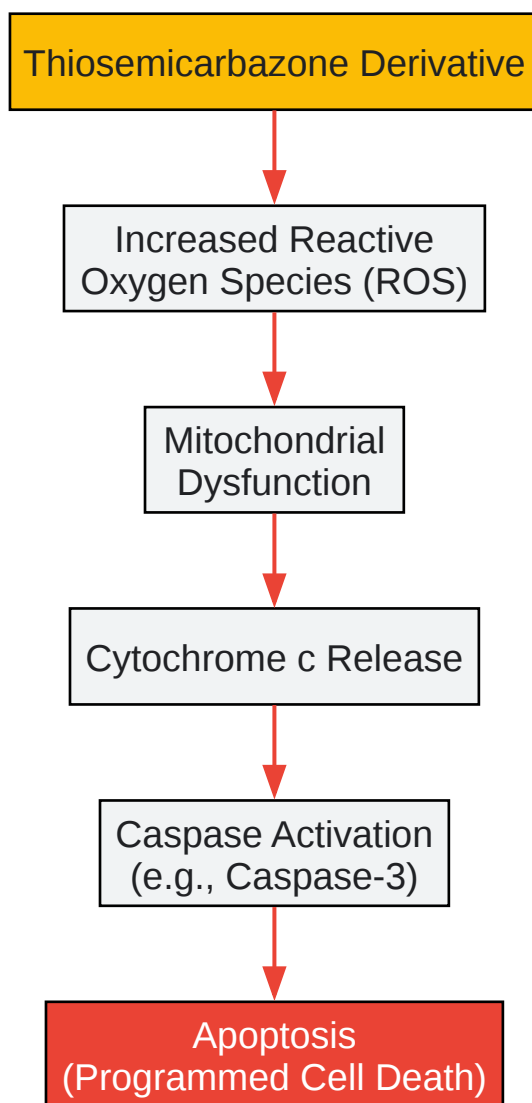 Thiosemicarbazone Derivative
Increased Reactive
Oxygen Species (ROS)
Mitochondrial
Dysfunction
Cytochrome c Release
Caspase Activation
(e.g., Caspase-3)
Apoptosis
(Programmed Cell Death)